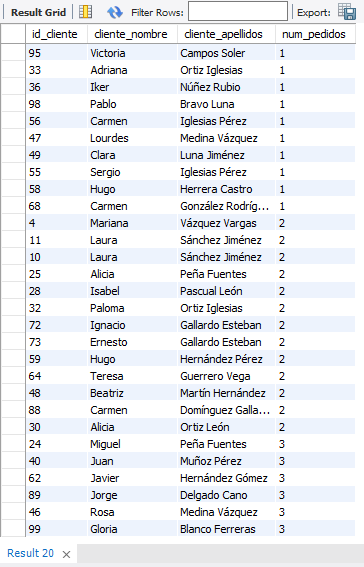 Result Grid Filter Rows: Export:
id_cliente cliente_nombre cliente_apellidos num_pedidos
95 Victoria Campos Soler 1
33 Adriana Ortiz Iglesias 1
36 Iker Núñez Rubio 1
98 Pablo Bravo Luna 1
56 Carmen Iglesias Pérez 1
47 Lourdes Medina Vázquez 1
49 Clara Luna Jiménez 1
55 Sergio Iglesias Pérez 1
58 Hugo Herrera Castro 1
68 Carmen González Rodríg... 1
4 Mariana Vázquez Vargas 2
11 Laura Sánchez Jiménez 2
10 Laura Sánchez Jiménez 2
25 Alicia Peña Fuentes 2
28 Isabel Pascual León 2
32 Paloma Ortiz Iglesias 2
72 Ignacio Gallardo Esteban 2
73 Ernesto Gallardo Esteban 2
59 Hugo Hernández Pérez 2
64 Teresa Guerrero Vega 2
48 Beatriz Martín Hernández 2
88 Carmen Domínguez Galla... 2
30 Alicia Ortiz León 2
24 Miguel Peña Fuentes 3
40 Juan Muñoz Pérez 3
62 Javier Hernández Gómez 3
89 Jorge Delgado Cano 3
46 Rosa Medina Vázquez 3
99 Gloria Blanco Ferreras 3
Result 20